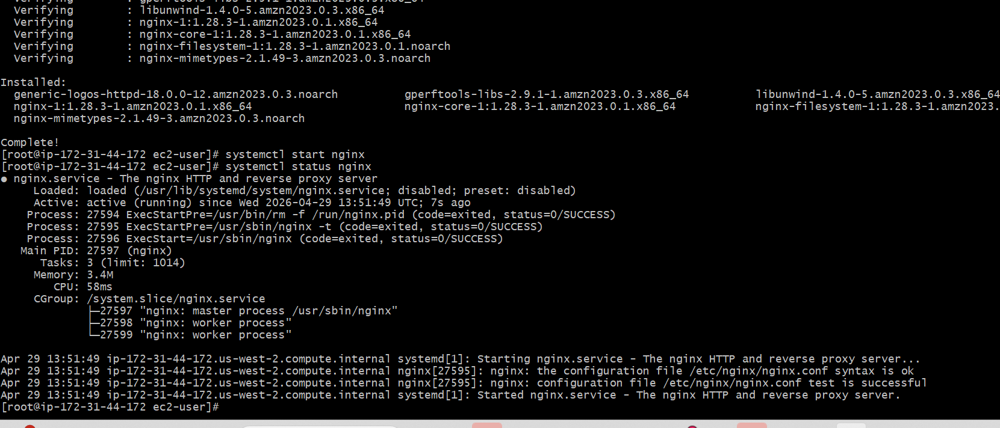 Verifying : gperftools-libs-2.9.1-1.amzn2023.0.3.x86_64
Verifying : libunwind-1.4.0-5.amzn2023.0.3.x86_64
Verifying : nginx-1:1.28.3-1.amzn2023.0.1.x86_64
Verifying : nginx-core-1:1.28.3-1.amzn2023.0.1.x86_64
Verifying : nginx-filesystem-1:1.28.3-1.amzn2023.0.1.noarch
Verifying : nginx-mimetypes-2.1.49-3.amzn2023.0.3.noarch
Installed:
generic-logos-httpd-18.0.0-12.amzn2023.0.3.noarch gperftools-libs-2.9.1-1.amzn2023.0.3.x86_64 libunwind-1.4.0-5.amzn2023.0.3.x86_64
nginx-1:1.28.3-1.amzn2023.0.1.x86_64 nginx-core-1:1.28.3-1.amzn2023.0.1.x86_64 nginx-filesystem-1:1.28.3-1.amzn2023.
nginx-mimetypes-2.1.49-3.amzn2023.0.3.noarch
Complete!
[root@ip-172-31-44-172 ec2-user]# systemctl start nginx
[root@ip-172-31-44-172 ec2-user]# systemctl status nginx
● nginx.service - The nginx HTTP and reverse proxy server
Loaded: loaded (/usr/lib/systemd/system/nginx.service; disabled; preset: disabled)
Active: active (running) since Wed 2026-04-29 13:51:49 UTC; 7s ago
Process: 27594 ExecStartPre=/usr/bin/rm -f /run/nginx.pid (code=exited, status=0/SUCCESS)
Process: 27595 ExecStartPre=/usr/sbin/nginx -t (code=exited, status=0/SUCCESS)
Process: 27596 ExecStart=/usr/sbin/nginx (code=exited, status=0/SUCCESS)
Main PID: 27597 (nginx)
Tasks: 3 (limit: 1014)
Memory: 3.4M
CPU: 58ms
CGroup: /system.slice/nginx.service
├─27597 "nginx: master process /usr/sbin/nginx"
├─27598 "nginx: worker process"
└─27599 "nginx: worker process"
Apr 29 13:51:49 ip-172-31-44-172.us-west-2.compute.internal systemd[1]: Starting nginx.service - The nginx HTTP and reverse proxy server...
Apr 29 13:51:49 ip-172-31-44-172.us-west-2.compute.internal nginx[27595]: nginx: the configuration file /etc/nginx/nginx.conf syntax is ok
Apr 29 13:51:49 ip-172-31-44-172.us-west-2.compute.internal nginx[27595]: nginx: configuration file /etc/nginx/nginx.conf test is successful
Apr 29 13:51:49 ip-172-31-44-172.us-west-2.compute.internal systemd[1]: Started nginx.service - The nginx HTTP and reverse proxy server.
[root@ip-172-31-44-172 ec2-user]#